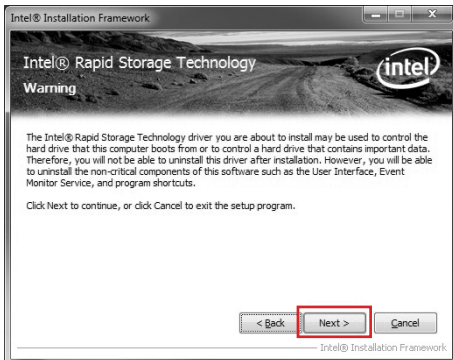 Intel® Installation Framework
Intel® Rapid Storage Technology
intel
Warning
The Intel® Rapid Storage Technology driver you are about to install may be used to control the
hard drive that this computer boots from or to control a hard drive that contains important data.
Therefore, you will not be able to uninstall this driver after installation. However, you will be able
to uninstall the non-critical components of this software such as the User Interface, Event
Monitor Service, and program shortcuts.
Click Next to continue, or click Cancel to exit the setup program.
< Back Next > Cancel
Intel® Installation Framework